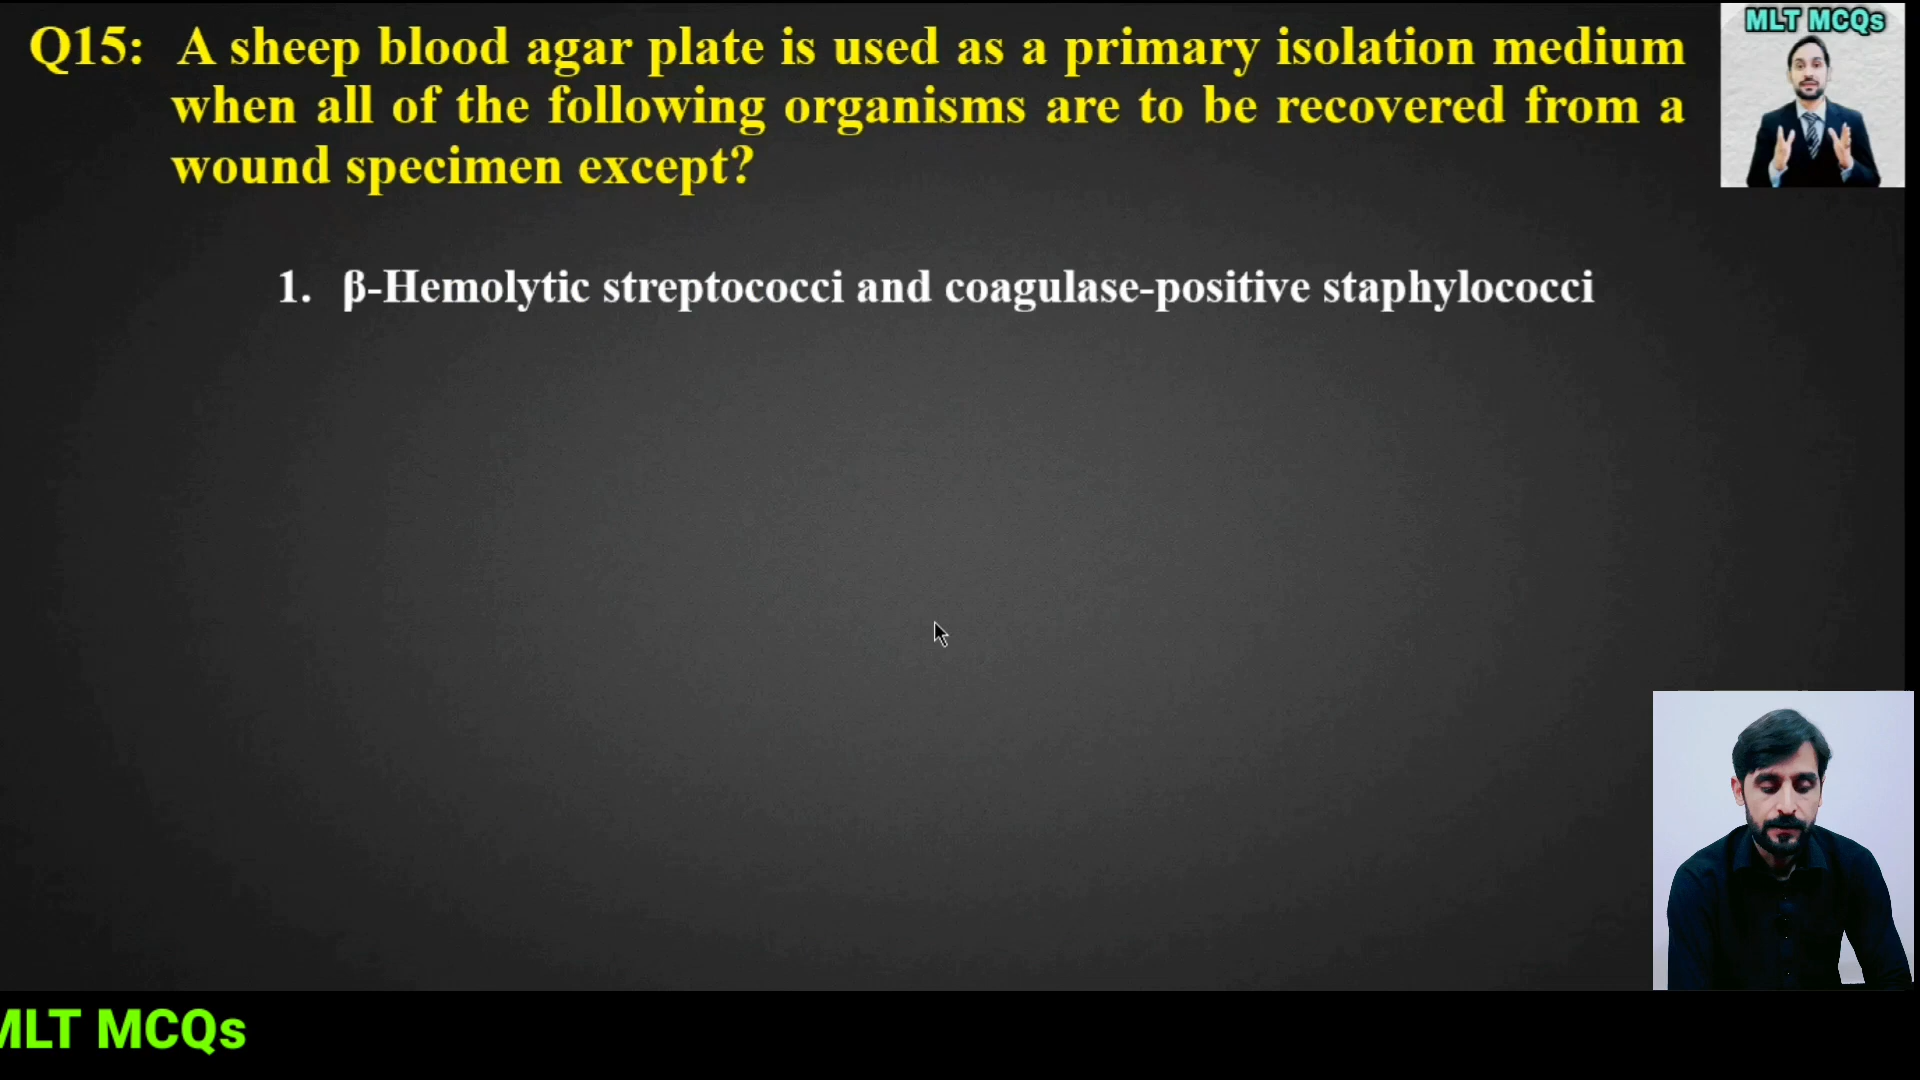 MLT MCQs
Q15: A sheep blood agar plate is used as a primary isolation medium
when all of the following organisms are to be recovered from a
wound specimen except?
1. β-Hemolytic streptococci and coagulase-positive staphylococci
MLT MCQs